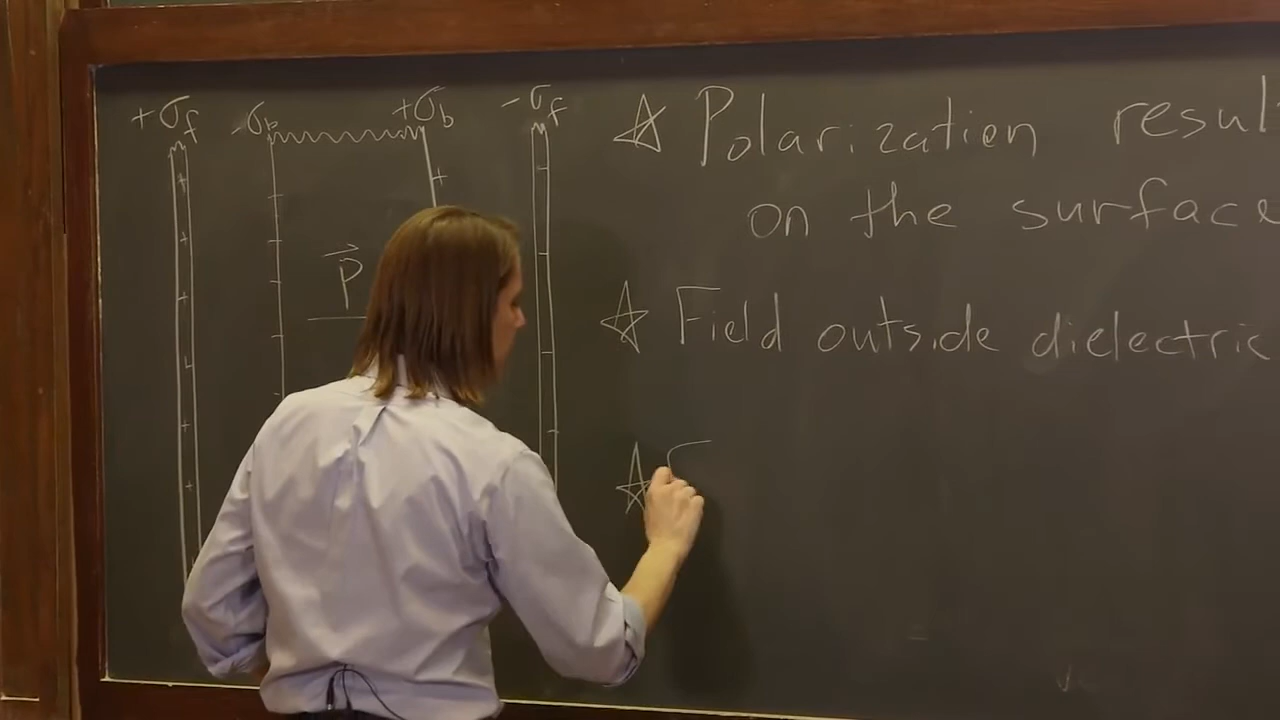 +σf -σb +σb -σf
P
☆ Polarization resul
on the surface
☆ Field outside dielectric
☆